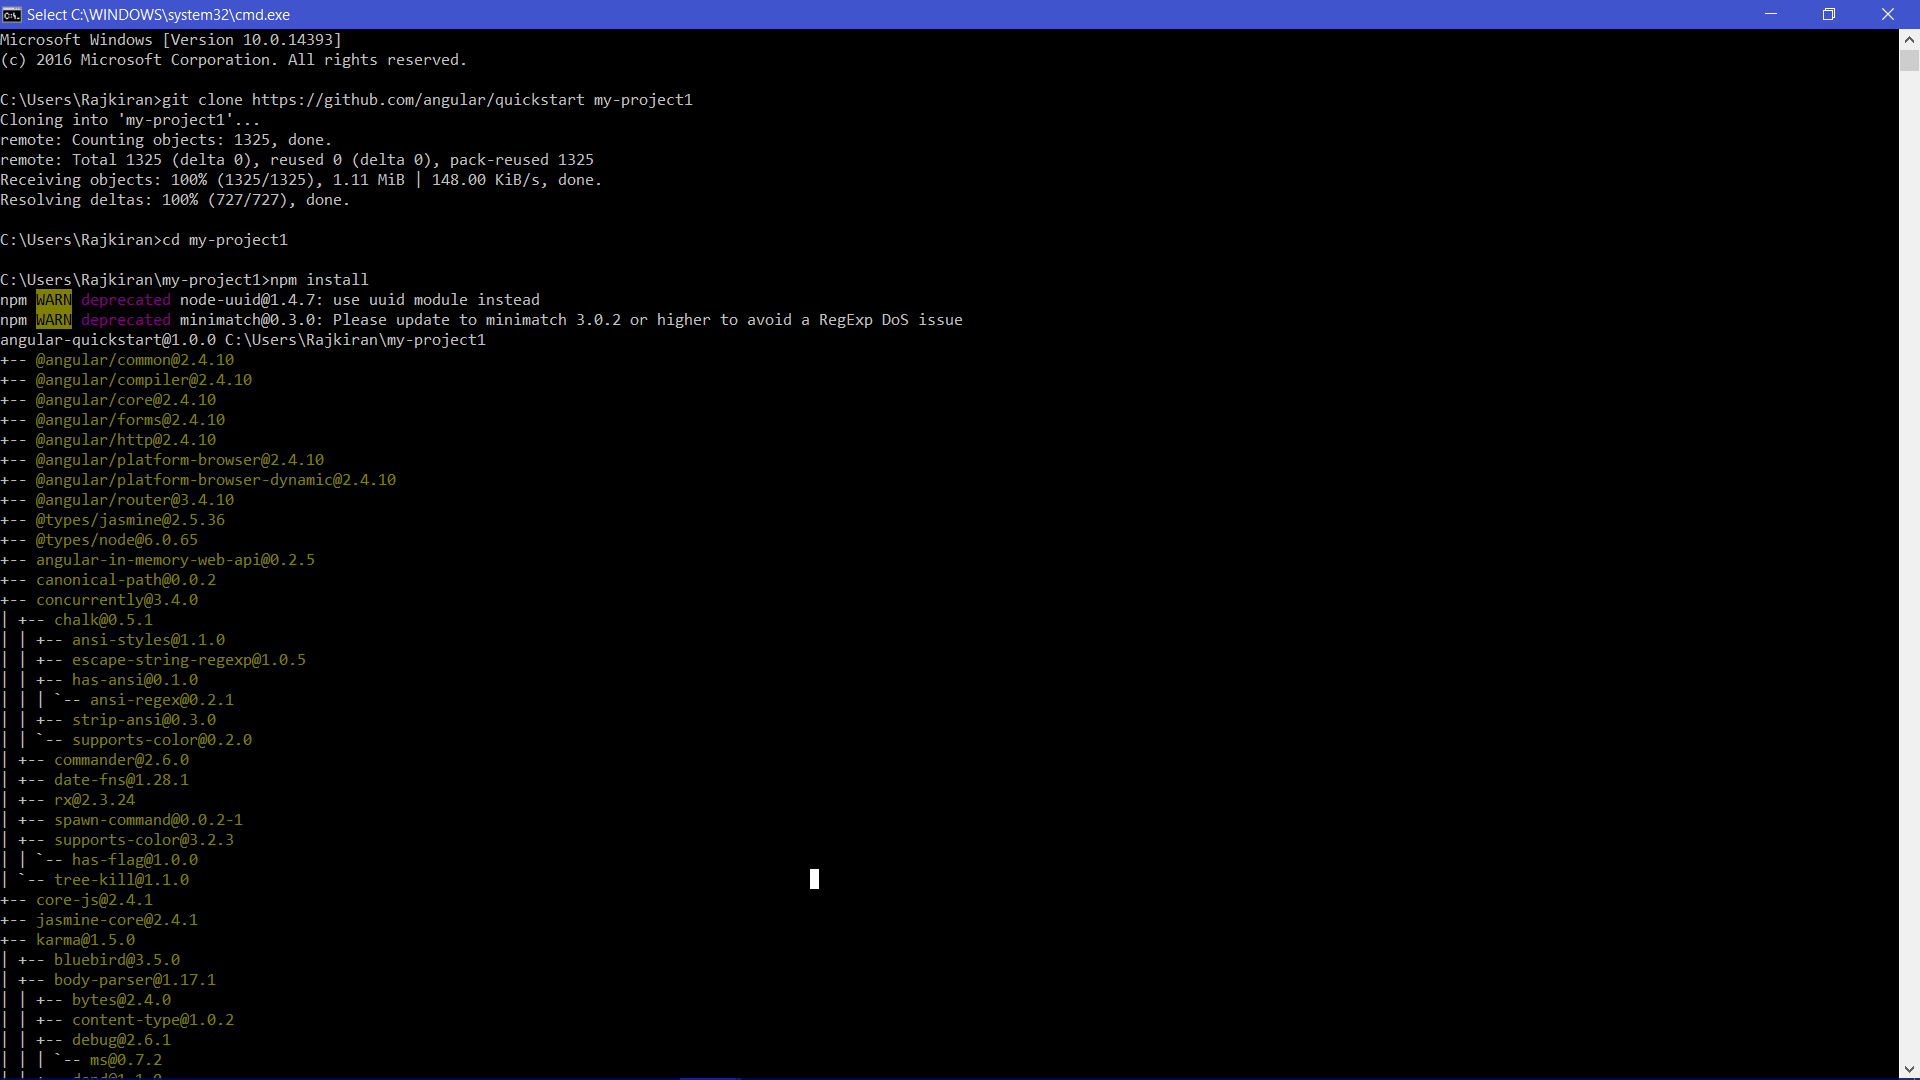 Select C:\WINDOWS\system32\cmd.exe
Microsoft Windows [Version 10.0.14393]
(c) 2016 Microsoft Corporation. All rights reserved.
C:\Users\Rajkiran>git clone https://github.com/angular/quickstart my-project1
Cloning into 'my-project1'...
remote: Counting objects: 1325, done.
remote: Total 1325 (delta 0), reused 0 (delta 0), pack-reused 1325
Receiving objects: 100% (1325/1325), 1.11 MiB | 148.00 KiB/s, done.
Resolving deltas: 100% (727/727), done.
C:\Users\Rajkiran>cd my-project1
C:\Users\Rajkiran\my-project1>npm install
npm WARN deprecated node-uuid@1.4.7: use uuid module instead
npm WARN deprecated minimatch@0.3.0: Please update to minimatch 3.0.2 or higher to avoid a RegExp DoS issue
angular-quickstart@1.0.0 C:\Users\Rajkiran\my-project1
+-- @angular/common@2.4.10
+-- @angular/compiler@2.4.10
+-- @angular/core@2.4.10
+-- @angular/forms@2.4.10
+-- @angular/http@2.4.10
+-- @angular/platform-browser@2.4.10
+-- @angular/platform-browser-dynamic@2.4.10
+-- @angular/router@3.4.10
+-- @types/jasmine@2.5.36
+-- @types/node@6.0.65
+-- angular-in-memory-web-api@0.2.5
+-- canonical-path@0.0.2
+-- concurrently@3.4.0
| +-- chalk@0.5.1
| | +-- ansi-styles@1.1.0
| | +-- escape-string-regexp@1.0.5
| | +-- has-ansi@0.1.0
| | | `-- ansi-regex@0.2.1
| | +-- strip-ansi@0.3.0
| | `-- supports-color@0.2.0
| +-- commander@2.6.0
| +-- date-fns@1.28.1
| +-- rx@2.3.24
| +-- spawn-command@0.0.2-1
| +-- supports-color@3.2.3
| | `-- has-flag@1.0.0
| `-- tree-kill@1.1.0
+-- core-js@2.4.1
+-- jasmine-core@2.4.1
+-- karma@1.5.0
| +-- bluebird@3.5.0
| +-- body-parser@1.17.1
| | +-- bytes@2.4.0
| | +-- content-type@1.0.2
| | +-- debug@2.6.1
| | | `-- ms@0.7.2